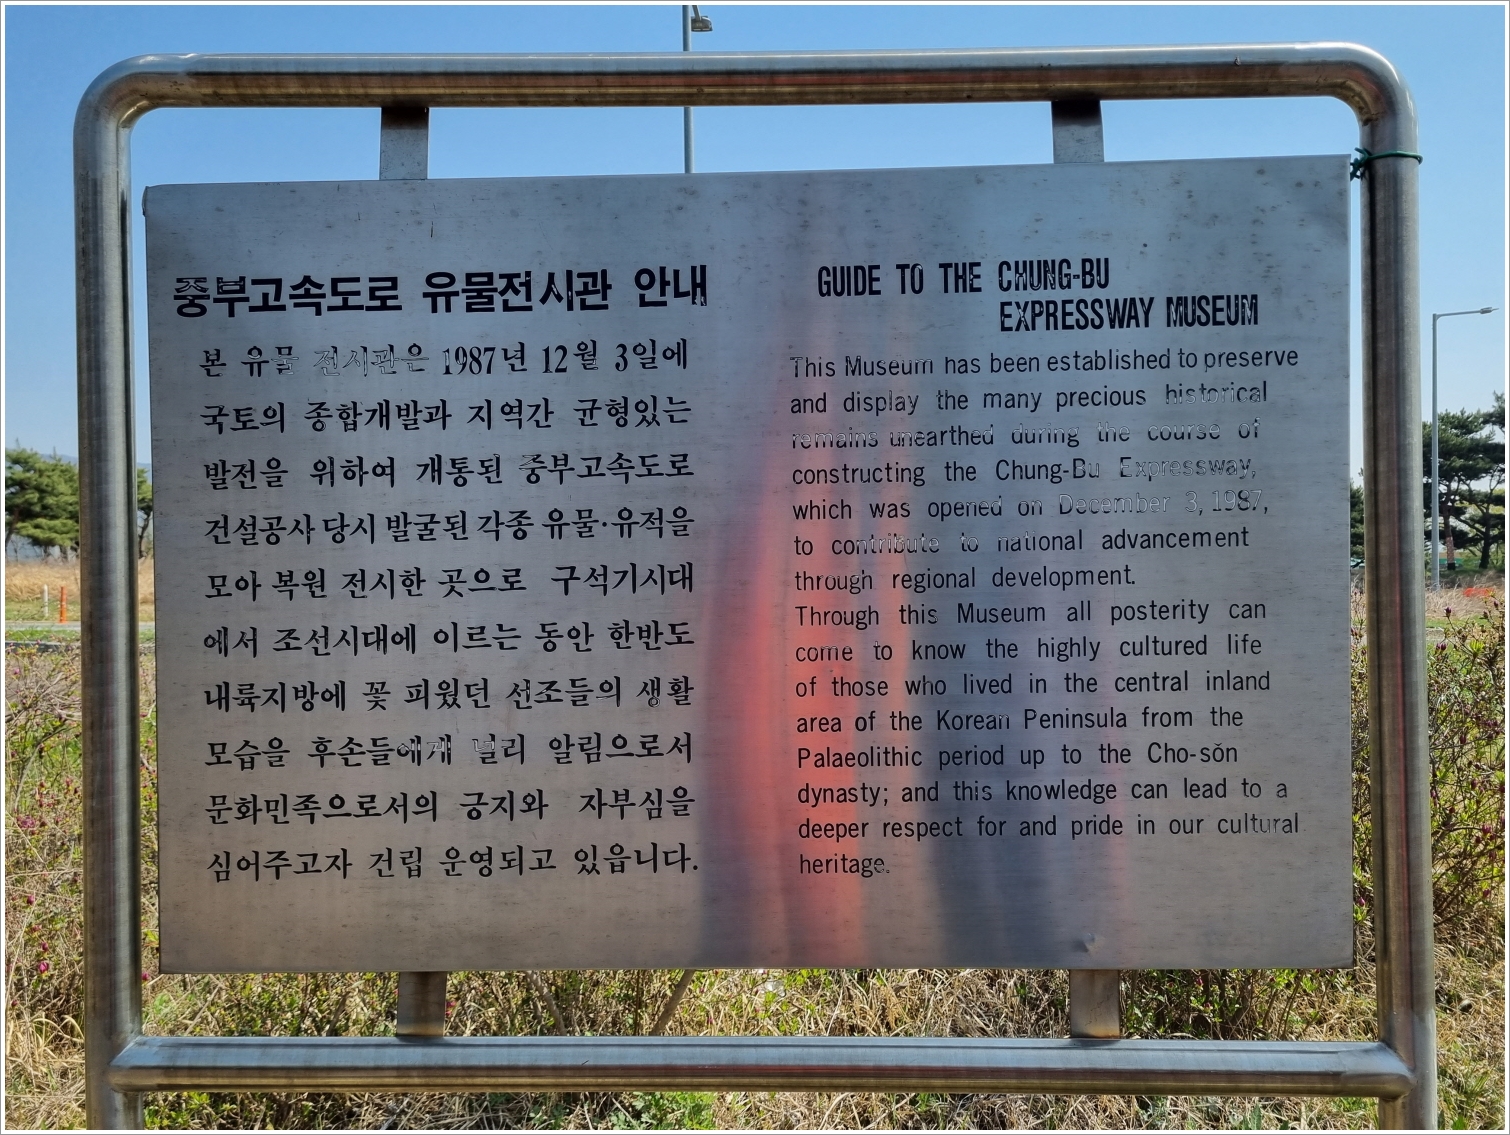 중부고속도로 유물전시관 안내
본 유물 전시관은 1987년 12월 3일에
국토의 종합개발과 지역간 균형있는
발전을 위하여 개통된 중부고속도로
건설공사 당시 발굴된 각종 유물·유적을
모아 복원 전시한 곳으로 구석기시대
에서 조선시대에 이르는 동안 한반도
내륙지방에 꽃 피웠던 선조들의 생활
모습을 후손들에게 널리 알림으로서
문화민족으로서의 긍지와 자부심을
심어주고자 건립 운영되고 있읍니다.
GUIDE TO THE CHUNG-BU
EXPRESSWAY MUSEUM
This Museum has been established to preserve
and display the many precious historical
remains unearthed during the course of
constructing the Chung-Bu Expressway,
which was opened on December 3, 1987,
to contribute to national advancement
through regional development.
Through this Museum all posterity can
come to know the highly cultured life
of those who lived in the central inland
area of the Korean Peninsula from the
Palaeolithic period up to the Cho-sŏn
dynasty; and this knowledge can lead to a
deeper respect for and pride in our cultural
heritage.